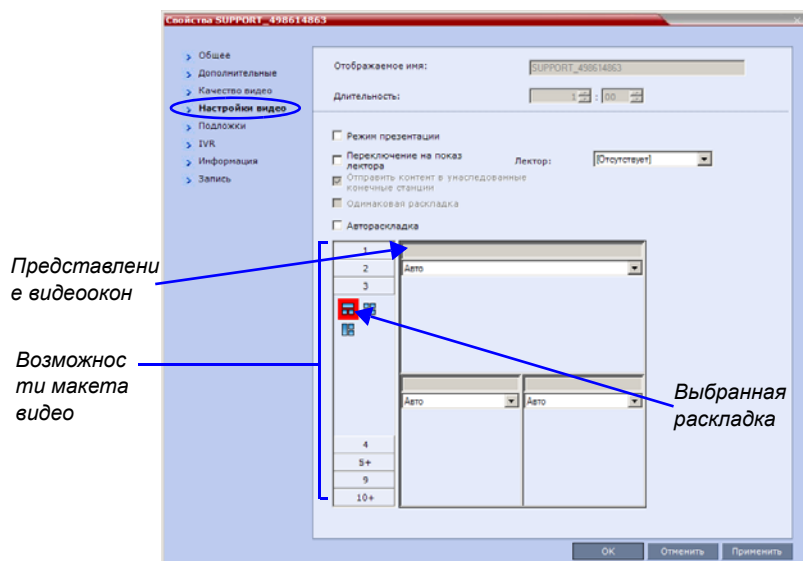 Свойства SUPPORT_498614863
Общее
Дополнительные
Качество видео
Настройки видео
Подложки
IVR
Информация
Запись
Отображаемое имя: SUPPORT_498614863
Длительность: 1 : 00
Режим презентации
Переключение на показ
лектора
Лектор: [Отсутствует]
Отправить контент в унаследованные
конечные станции
Одинаковая раскладка
Автораскладка
1
2
3
Авто
Авто
Авто
4
5+
9
10+
Представлени
е видеоокон
Возможнос
ти макета
видео
Выбранная
раскладка
OK Отменить Применить